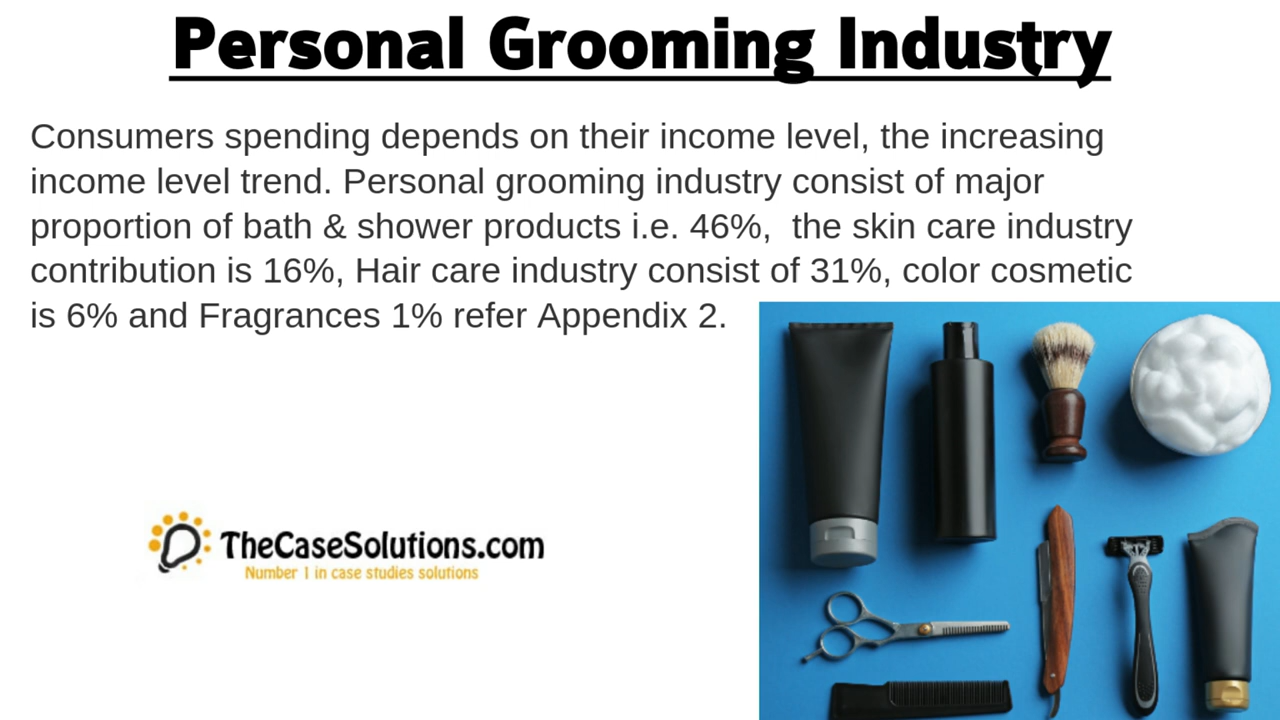 Personal Grooming Industry
Consumers spending depends on their income level, the increasing
income level trend. Personal grooming industry consist of major
proportion of bath & shower products i.e. 46%,  the skin care industry
contribution is 16%, Hair care industry consist of 31%, color cosmetic
is 6% and Fragrances 1% refer Appendix 2.
TheCaseSolutions.com
Number 1 in case studies solutions